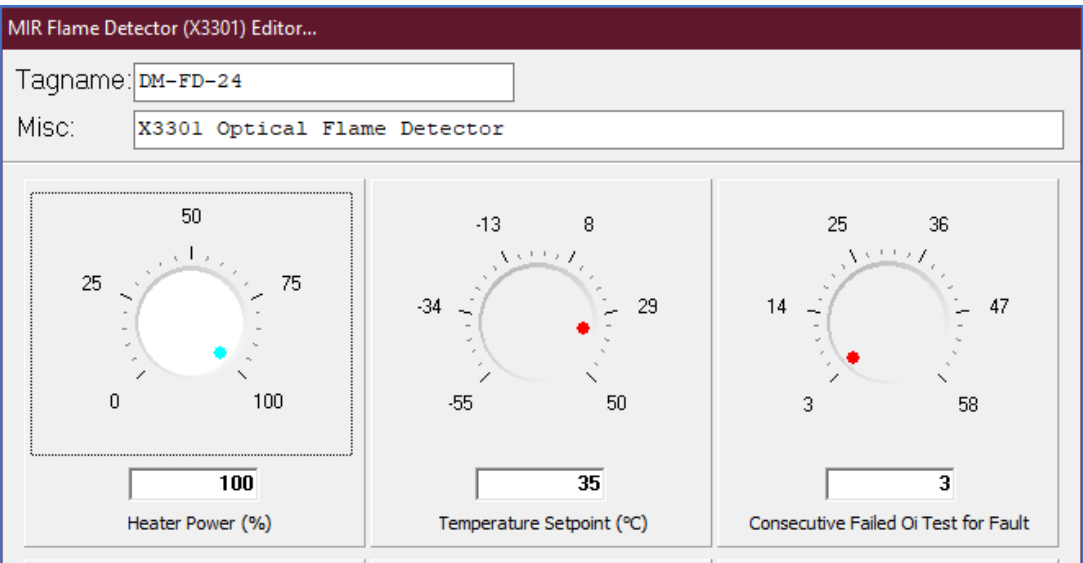 MIR Flame Detector (X3301) Editor...
Tagname: DM-FD-24
Misc: X3301 Optical Flame Detector
50
25 75
0 100
100
Heater Power (%)
-13 8
-34 29
-55 50
35
Temperature Setpoint (ºC)
25 36
14 47
3 58
3
Consecutive Failed Oi Test for Fault